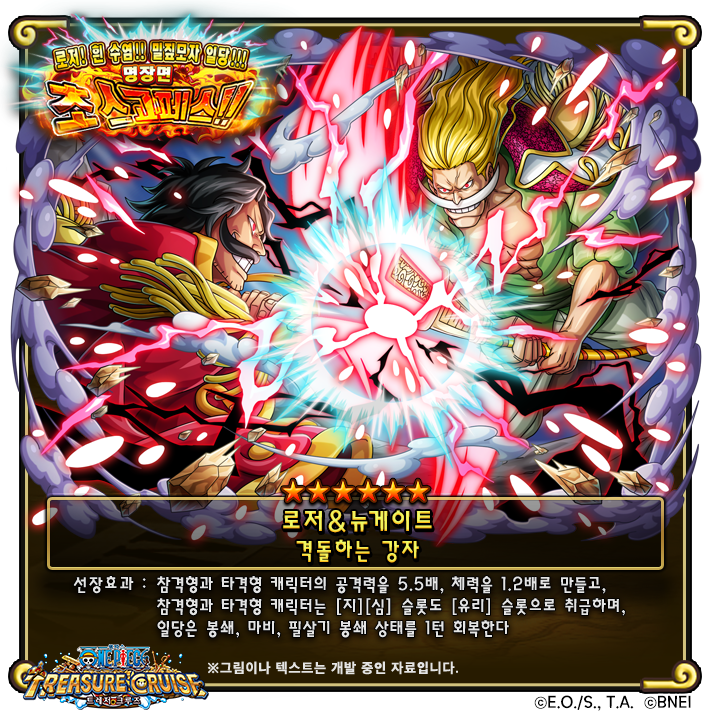 로저! 흰 수염!! 밀짚모자 일당!!!
명장면
초 스고페스!!
로저&뉴게이트
격돌하는 강자
선장효과 : 참격형과 타격형 캐릭터의 공격력을 5.5배, 체력을 1.2배로 만들고,
참격형과 타격형 캐릭터는 [지][심] 슬롯도 [유리] 슬롯으로 취급하며,
일당은 봉쇄, 마비, 필살기 봉쇄 상태를 1턴 회복한다
ONE PIECE
TREASURE CRUISE
트레저 크루즈
※그림이나 텍스트는 개발 중인 자료입니다.
©E.O./S., T.A. ©BNEI